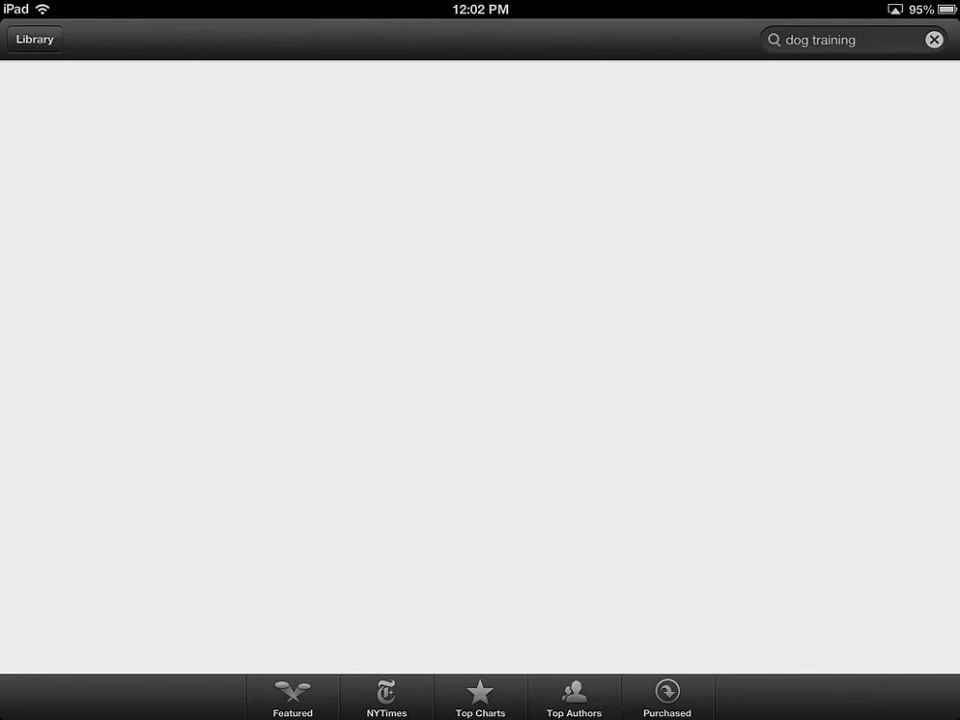 iPad 12:02 PM 95%
Library dog training
Featured NYTimes Top Charts Top Authors Purchased